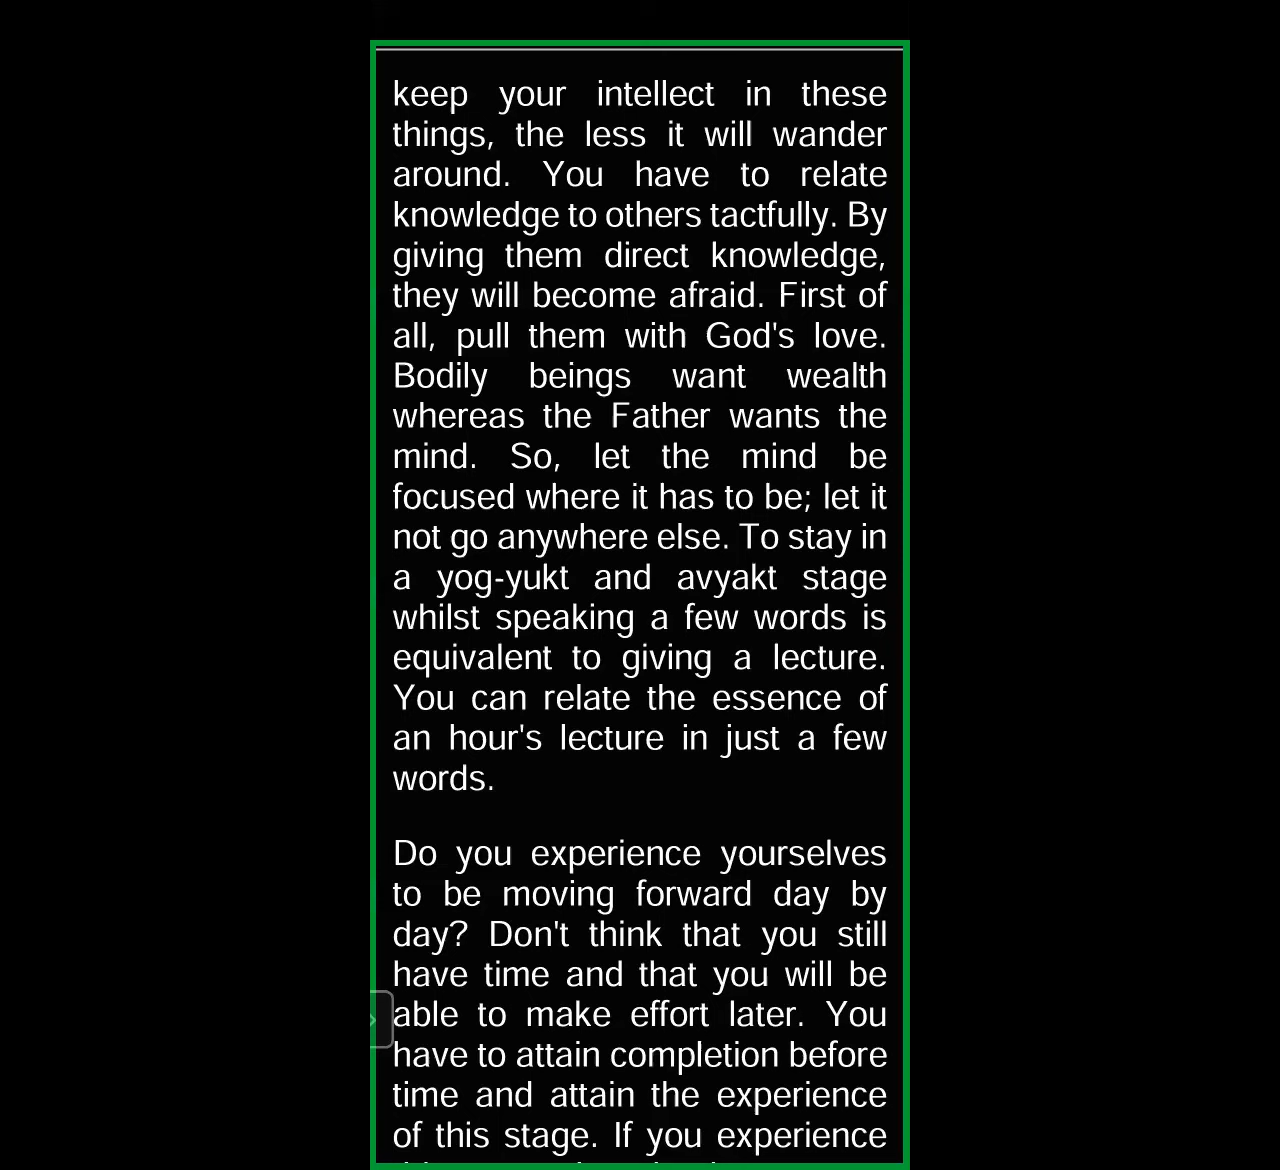 keep your intellect in these
things, the less it will wander
around. You have to relate
knowledge to others tactfully. By
giving them direct knowledge,
they will become afraid. First of
all, pull them with God's love.
Bodily beings want wealth
whereas the Father wants the
mind. So, let the mind be
focused where it has to be; let it
not go anywhere else. To stay in
a yog-yukt and avyakt stage
whilst speaking a few words is
equivalent to giving a lecture.
You can relate the essence of
an hour's lecture in just a few
words.
Do you experience yourselves
to be moving forward day by
day? Don't think that you still
have time and that you will be
able to make effort later. You
have to attain completion before
time and attain the experience
of this stage. If you experience